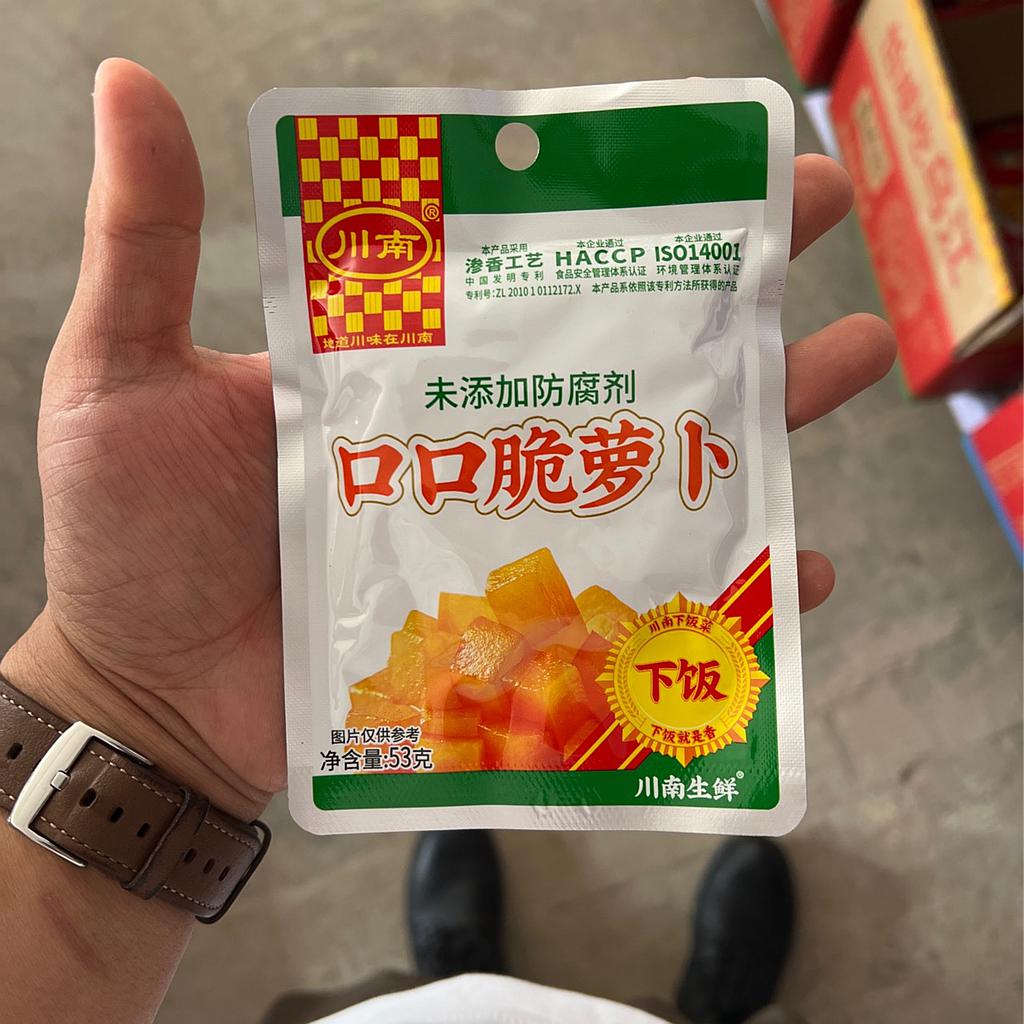 川南®
地道川味在川南
本产品采用
渗香工艺
中国发明专利
本企业通过
HACCP
食品安全管理体系认证
本企业通过
ISO14001
环境管理体系认证
专利号:ZL 2010 1 0112172.X 本产品系依照该专利方法所获得的产品
未添加防腐剂
口口脆萝卜
川南下饭菜
下饭
下饭就是香
图片仅供参考
净含量:53克
川南生鲜®